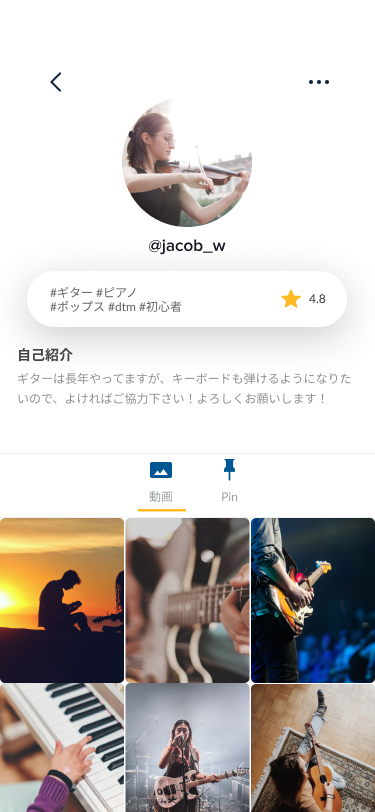 @jacob_w
#ギター #ピアノ
#ポップス #dtm #初心者
4.8
自己紹介
ギターは長年やってますが、キーボードも弾けるようになりた
いので、よければご協力下さい！よろしくお願いします！
動画
Pin